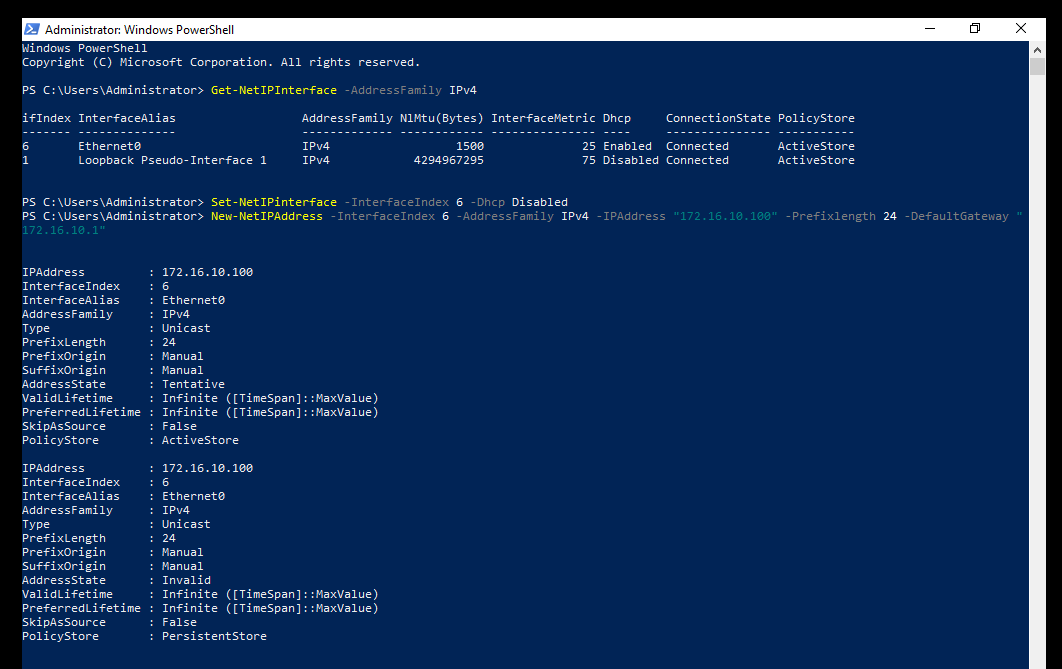 Administrator: Windows PowerShell
Windows PowerShell
Copyright (C) Microsoft Corporation. All rights reserved.
PS C:\Users\Administrator> Get-NetIPInterface -AddressFamily IPv4
ifIndex InterfaceAlias                  AddressFamily NlMtu(Bytes) InterfaceMetric Dhcp     ConnectionState PolicyStore
------- --------------                  ------------- ------------ --------------- ----     --------------- -----------
6       Ethernet0                       IPv4                  1500              25 Enabled  Connected       ActiveStore
1       Loopback Pseudo-Interface 1     IPv4            4294967295              75 Disabled Connected       ActiveStore
PS C:\Users\Administrator> Set-NetIPinterface -InterfaceIndex 6 -Dhcp Disabled
PS C:\Users\Administrator> New-NetIPAddress -InterfaceIndex 6 -AddressFamily IPv4 -IPAddress "172.16.10.100" -Prefixlength 24 -DefaultGateway "
172.16.10.1"
IPAddress         : 172.16.10.100
InterfaceIndex    : 6
InterfaceAlias    : Ethernet0
AddressFamily     : IPv4
Type              : Unicast
PrefixLength      : 24
PrefixOrigin      : Manual
SuffixOrigin      : Manual
AddressState      : Tentative
ValidLifetime     : Infinite ([TimeSpan]::MaxValue)
PreferredLifetime : Infinite ([TimeSpan]::MaxValue)
SkipAsSource      : False
PolicyStore       : ActiveStore
IPAddress         : 172.16.10.100
InterfaceIndex    : 6
InterfaceAlias    : Ethernet0
AddressFamily     : IPv4
Type              : Unicast
PrefixLength      : 24
PrefixOrigin      : Manual
SuffixOrigin      : Manual
AddressState      : Invalid
ValidLifetime     : Infinite ([TimeSpan]::MaxValue)
PreferredLifetime : Infinite ([TimeSpan]::MaxValue)
SkipAsSource      : False
PolicyStore       : PersistentStore